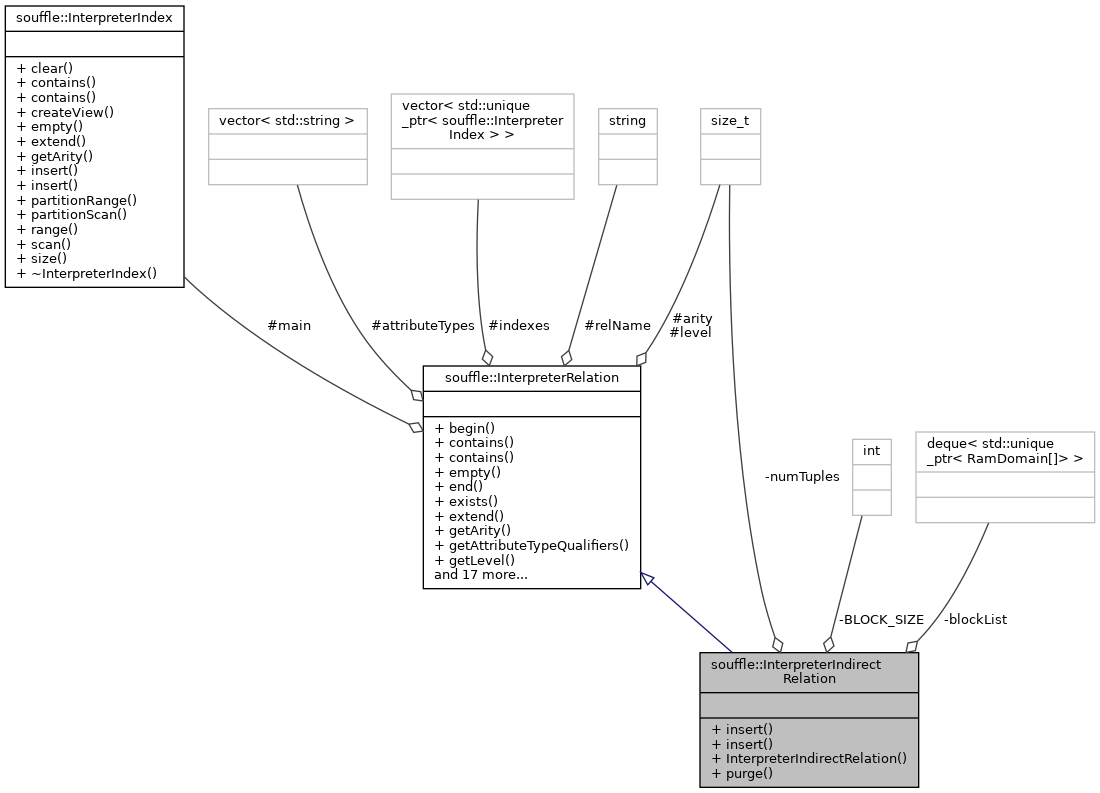 souffle::InterpreterIndex
+ clear()
+ contains()
+ contains()
+ createView()
+ empty()
+ extend()
+ getArity()
+ insert()
+ insert()
+ partitionRange()
+ partitionScan()
+ range()
+ scan()
+ size()
+ ~InterpreterIndex()
vector< std::string >
vector< std::unique
_ptr< souffle::Interpreter
Index > >
string
size_t
#main
#attributeTypes
#indexes
#relName
#arity
#level
souffle::InterpreterRelation
+ begin()
+ contains()
+ contains()
+ empty()
+ end()
+ exists()
+ extend()
+ getArity()
+ getAttributeTypeQualifiers()
+ getLevel()
and 17 more...
int
deque< std::unique
_ptr< RamDomain[]> >
-numTuples
-BLOCK_SIZE
-blockList
souffle::InterpreterIndirect
Relation
+ insert()
+ insert()
+ InterpreterIndirectRelation()
+ purge()